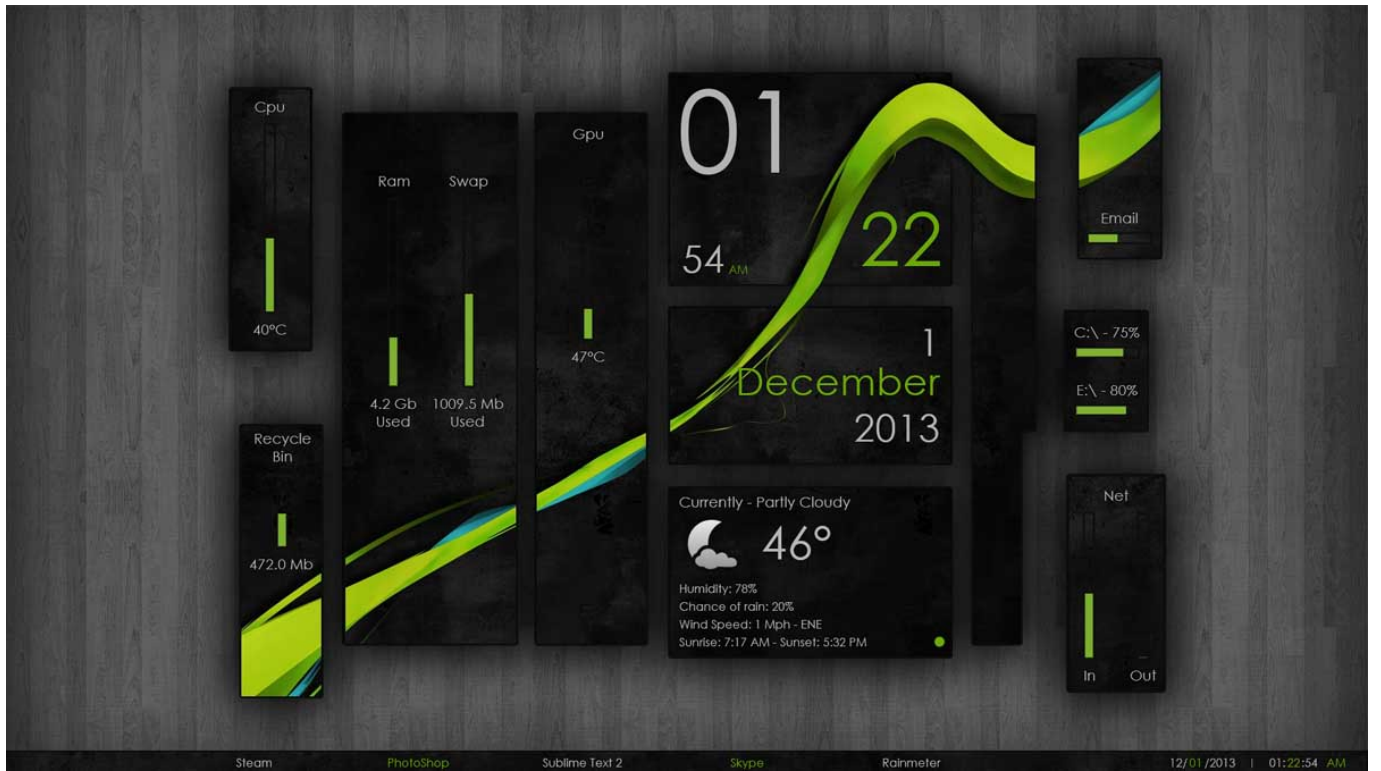 Cpu
40°C
Recycle
Bin
472.0 Mb
Ram
4.2 Gb
Used
Swap
1009.5 Mb
Used
Gpu
47°C
01
22
54 AM
1
December
2013
Currently - Partly Cloudy
46°
Humidity: 78%
Chance of rain: 20%
Wind Speed: 1 Mph - ENE
Sunrise: 7:17 AM - Sunset: 5:32 PM
Email
C:\ - 75%
E:\ - 80%
Net
In Out
Steam PhotoShop Sublime Text 2 Skype Rainmeter 12/01/2013 | 01:22:54 AM